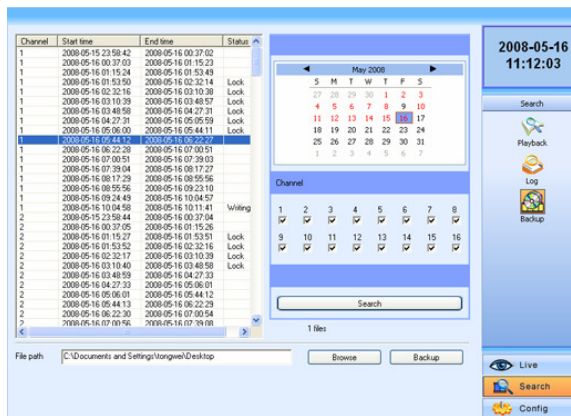 Channel Start time End time Status
1 2008-05-15 23:58:42 2008-05-16 00:37:02
1 2008-05-16 00:37:03 2008-05-16 01:15:23
1 2008-05-16 01:15:24 2008-05-16 01:53:49
1 2008-05-16 01:53:50 2008-05-16 02:32:14 Lock
1 2008-05-16 02:32:16 2008-05-16 03:10:38 Lock
1 2008-05-16 03:10:39 2008-05-16 03:48:57 Lock
1 2008-05-16 03:48:58 2008-05-16 04:27:31 Lock
1 2008-05-16 04:27:31 2008-05-16 05:05:59 Lock
1 2008-05-16 05:06:00 2008-05-16 05:44:11 Lock
1 2008-05-16 05:44:12 2008-05-16 06:22:27
1 2008-05-16 06:22:28 2008-05-16 07:00:51
1 2008-05-16 07:00:51 2008-05-16 07:39:03
1 2008-05-16 07:39:04 2008-05-16 08:17:27
1 2008-05-16 08:17:29 2008-05-16 08:55:56
1 2008-05-16 08:55:56 2008-05-16 09:23:10
1 2008-05-16 09:24:49 2008-05-16 10:04:57
1 2008-05-16 10:04:58 2008-05-16 10:11:41 Writing
2 2008-05-15 23:58:44 2008-05-16 00:37:04
2 2008-05-16 00:37:05 2008-05-16 01:15:26
2 2008-05-16 01:15:27 2008-05-16 01:53:51 Lock
2 2008-05-16 01:53:52 2008-05-16 02:32:16 Lock
2 2008-05-16 02:32:17 2008-05-16 03:10:39 Lock
2 2008-05-16 03:10:40 2008-05-16 03:48:58 Lock
2 2008-05-16 03:48:59 2008-05-16 04:27:33
2 2008-05-16 04:27:33 2008-05-16 05:06:01
2 2008-05-16 05:06:01 2008-05-16 05:44:12
2 2008-05-16 05:44:13 2008-05-16 06:22:29
2 2008-05-16 06:22:30 2008-05-16 07:00:54
2 2008-05-16 07:00:56 2008-05-16 07:39:08
May 2008
S M T W T F S
27 28 29 30 1 2 3
4 5 6 7 8 9 10
11 12 13 14 15 16 17
18 19 20 21 22 23 24
25 26 27 28 29 30 31
1 2 3 4 5 6 7
Channel
1 2 3 4 5 6 7 8
9 10 11 12 13 14 15 16
Search
1 files
File path C:\Documents and Settings\tongwei\Desktop Browse Backup
2008-05-16
11:12:03
Search
Playback
Log
Backup
Live
Search
Config